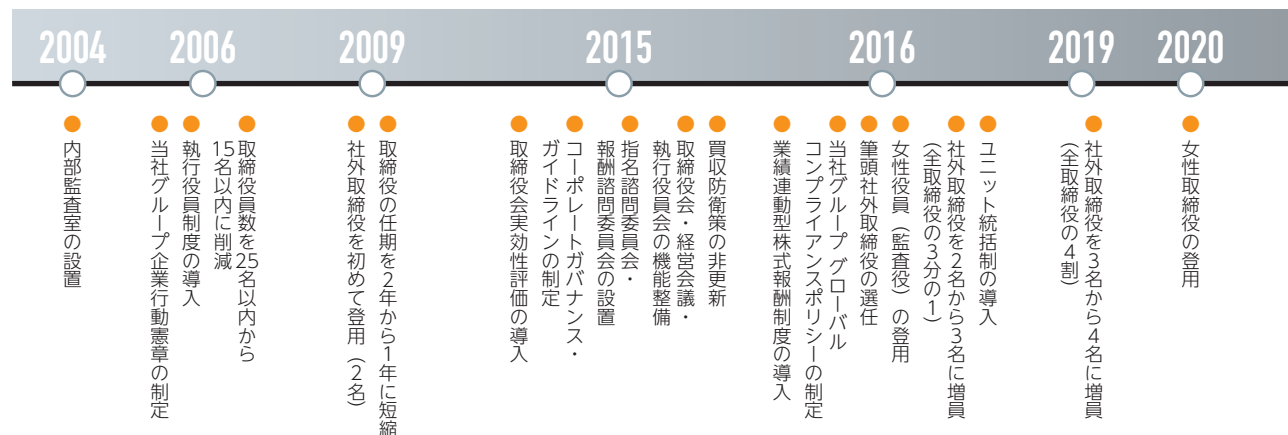 2004
2006
2009
2015
2016
2019
2020
内部監査室の設置
取締役員数を25名以内から
15名以内に削減
執行役員制度の導入
当社グループ企業行動憲章の制定
取締役の任期を2年から1年に短縮
社外取締役を初めて登用（2名）
買収防衛策の非更新
取締役会・経営会議・
執行役員会の機能整備
指名諮問委員会・
報酬諮問委員会の設置
コーポレートガバナンス・
ガイドラインの制定
取締役会実効性評価の導入
ユニット統括制の導入
社外取締役を2名から3名に増員
（全取締役の3分の1）
女性役員（監査役）の登用
筆頭社外取締役の選任
当社グループ グローバル
コンプライアンスポリシーの制定
業績連動型株式報酬制度の導入
社外取締役を3名から4名に増員
（全取締役の4割）
女性取締役の登用